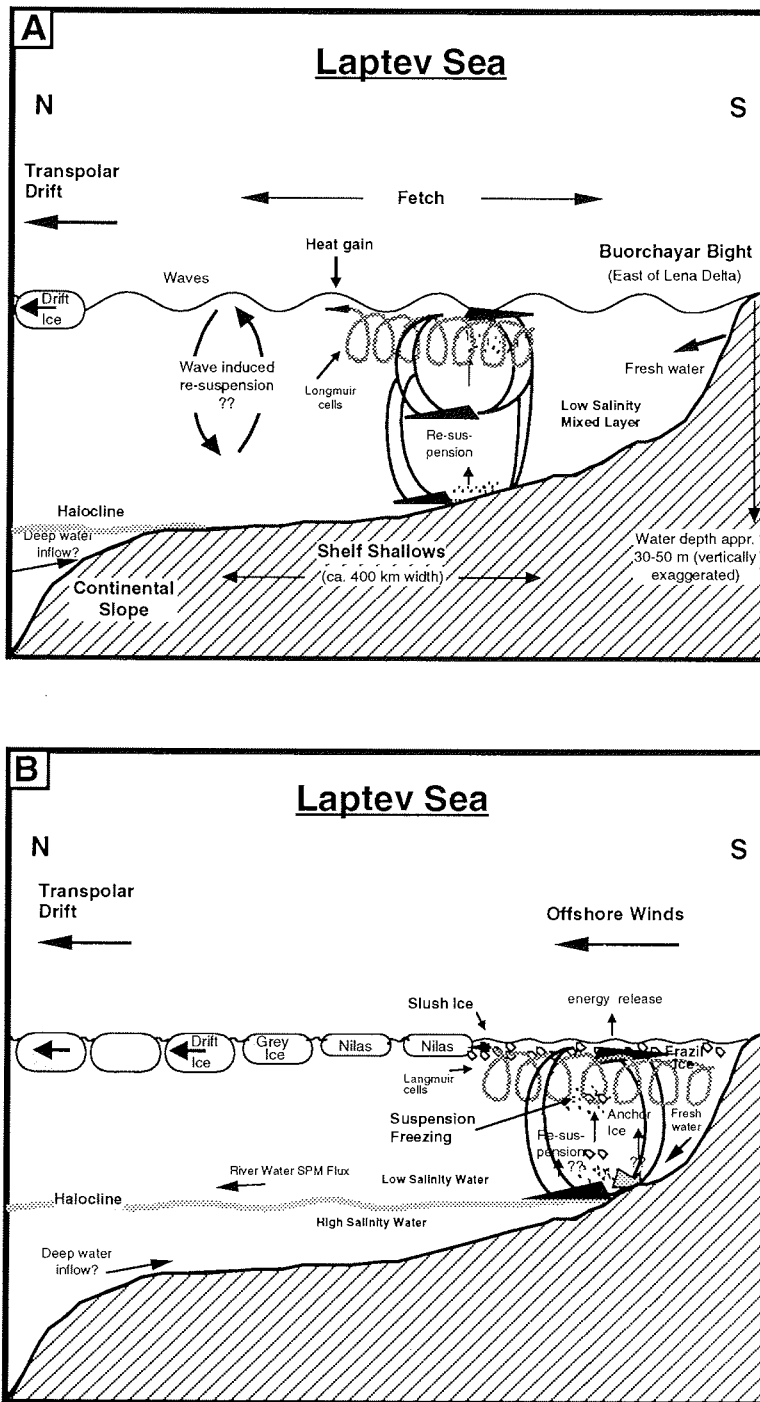 A
Laptev Sea
N
S
Transpolar
Drift
Fetch
Heat gain
Buorchayar Bight
(East of Lena Delta)
Waves
Drift
Ice
Wave induced
re-suspension
??
Longmuir
cells
Fresh water
Low Salinity
Mixed Layer
Re-sus-
pension
Halocline
Deep water
inflow?
Shelf Shallows
(ca. 400 km width)
Water depth appr.
30-50 m (vertically
exaggerated)
Continental
Slope
B
Laptev Sea
N
S
Transpolar
Drift
Offshore Winds
Slush Ice
energy release
Drift
Ice
Grey
Ice
Nilas
Nilas
Frazil
Ice
Langmuir
cells
Suspension
Freezing
Anchor
Ice
Fresh
water
Re-sus-
pension
??
??
River Water SPM Flux
Low Salinity Water
Halocline
High Salinity Water
Deep water
inflow?